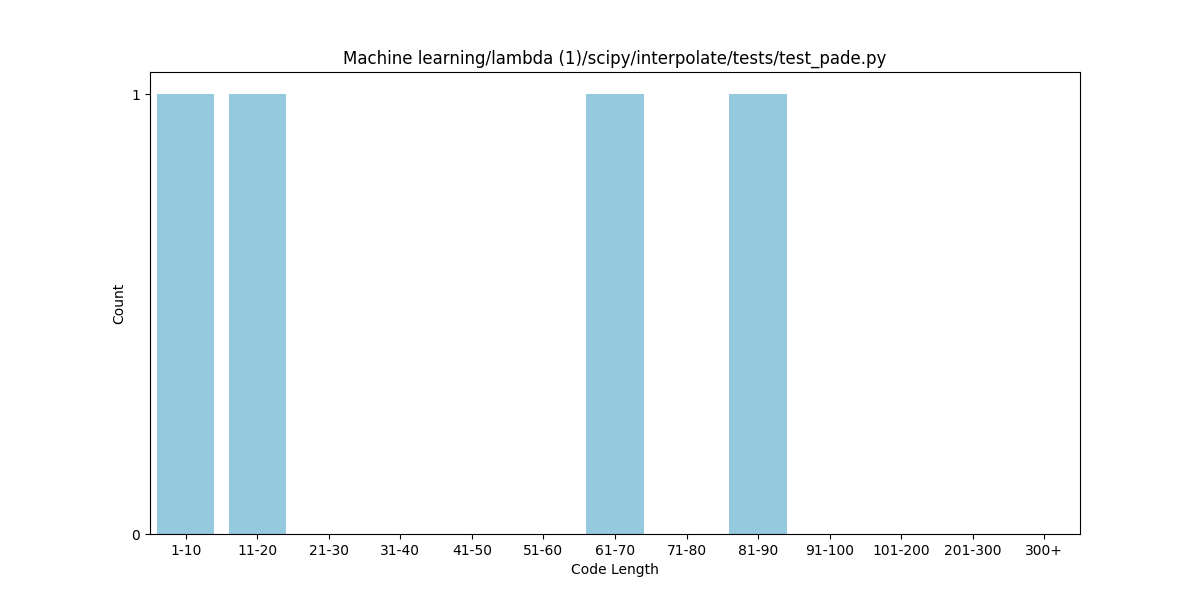 Machine learning/lambda (1)/scipy/interpolate/tests/test_pade.py
1
Count
0
1-10 11-20 21-30 31-40 41-50 51-60 61-70 71-80 81-90 91-100 101-200 201-300 300+
Code Length